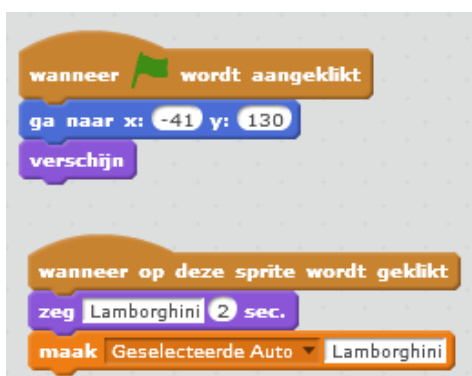 wanneer wordt aangeklikt
ga naar x: -41 y: 130
verschijn
wanneer op deze sprite wordt geklikt
zeg Lamborghini 2 sec.
maak Geselecteerde Auto Lamborghini